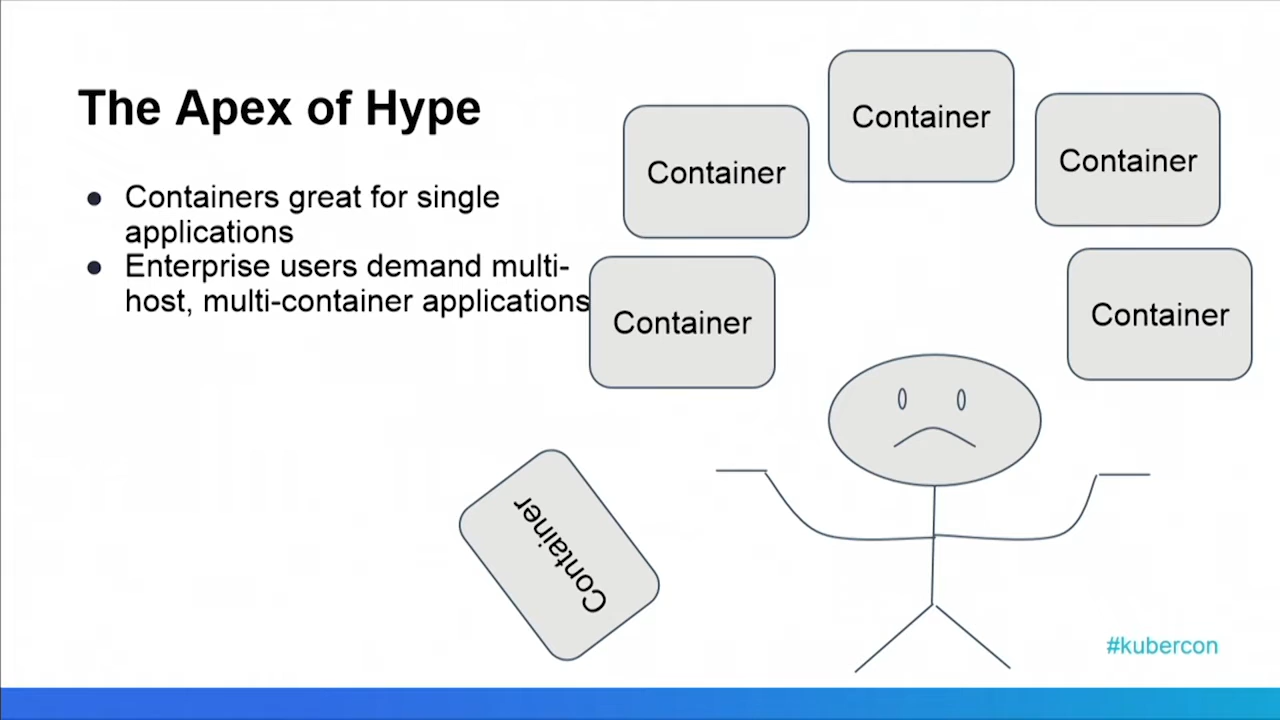 The Apex of Hype
● Containers great for single
applications
● Enterprise users demand multi-
host, multi-container applications
Container
Container
Container
Container
Container
Container
#kubercon